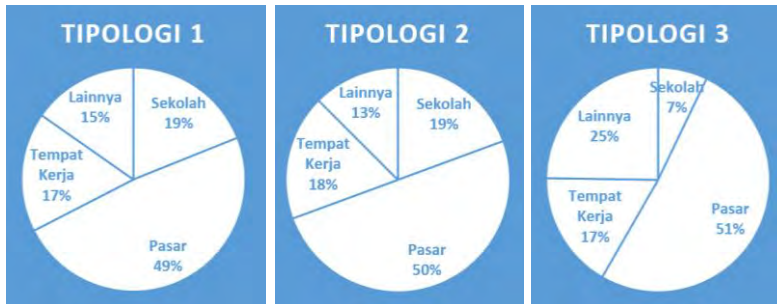 TIPOLOGI 1
Lainnya
15%
Sekolah
19%
Tempat
Kerja
17%
Pasar
49%
TIPOLOGI 2
Lainnya
13%
Sekolah
19%
Tempat
Kerja
18%
Pasar
50%
TIPOLOGI 3
Lainnya
25%
Sekolah
7%
Tempat
Kerja
17%
Pasar
51%